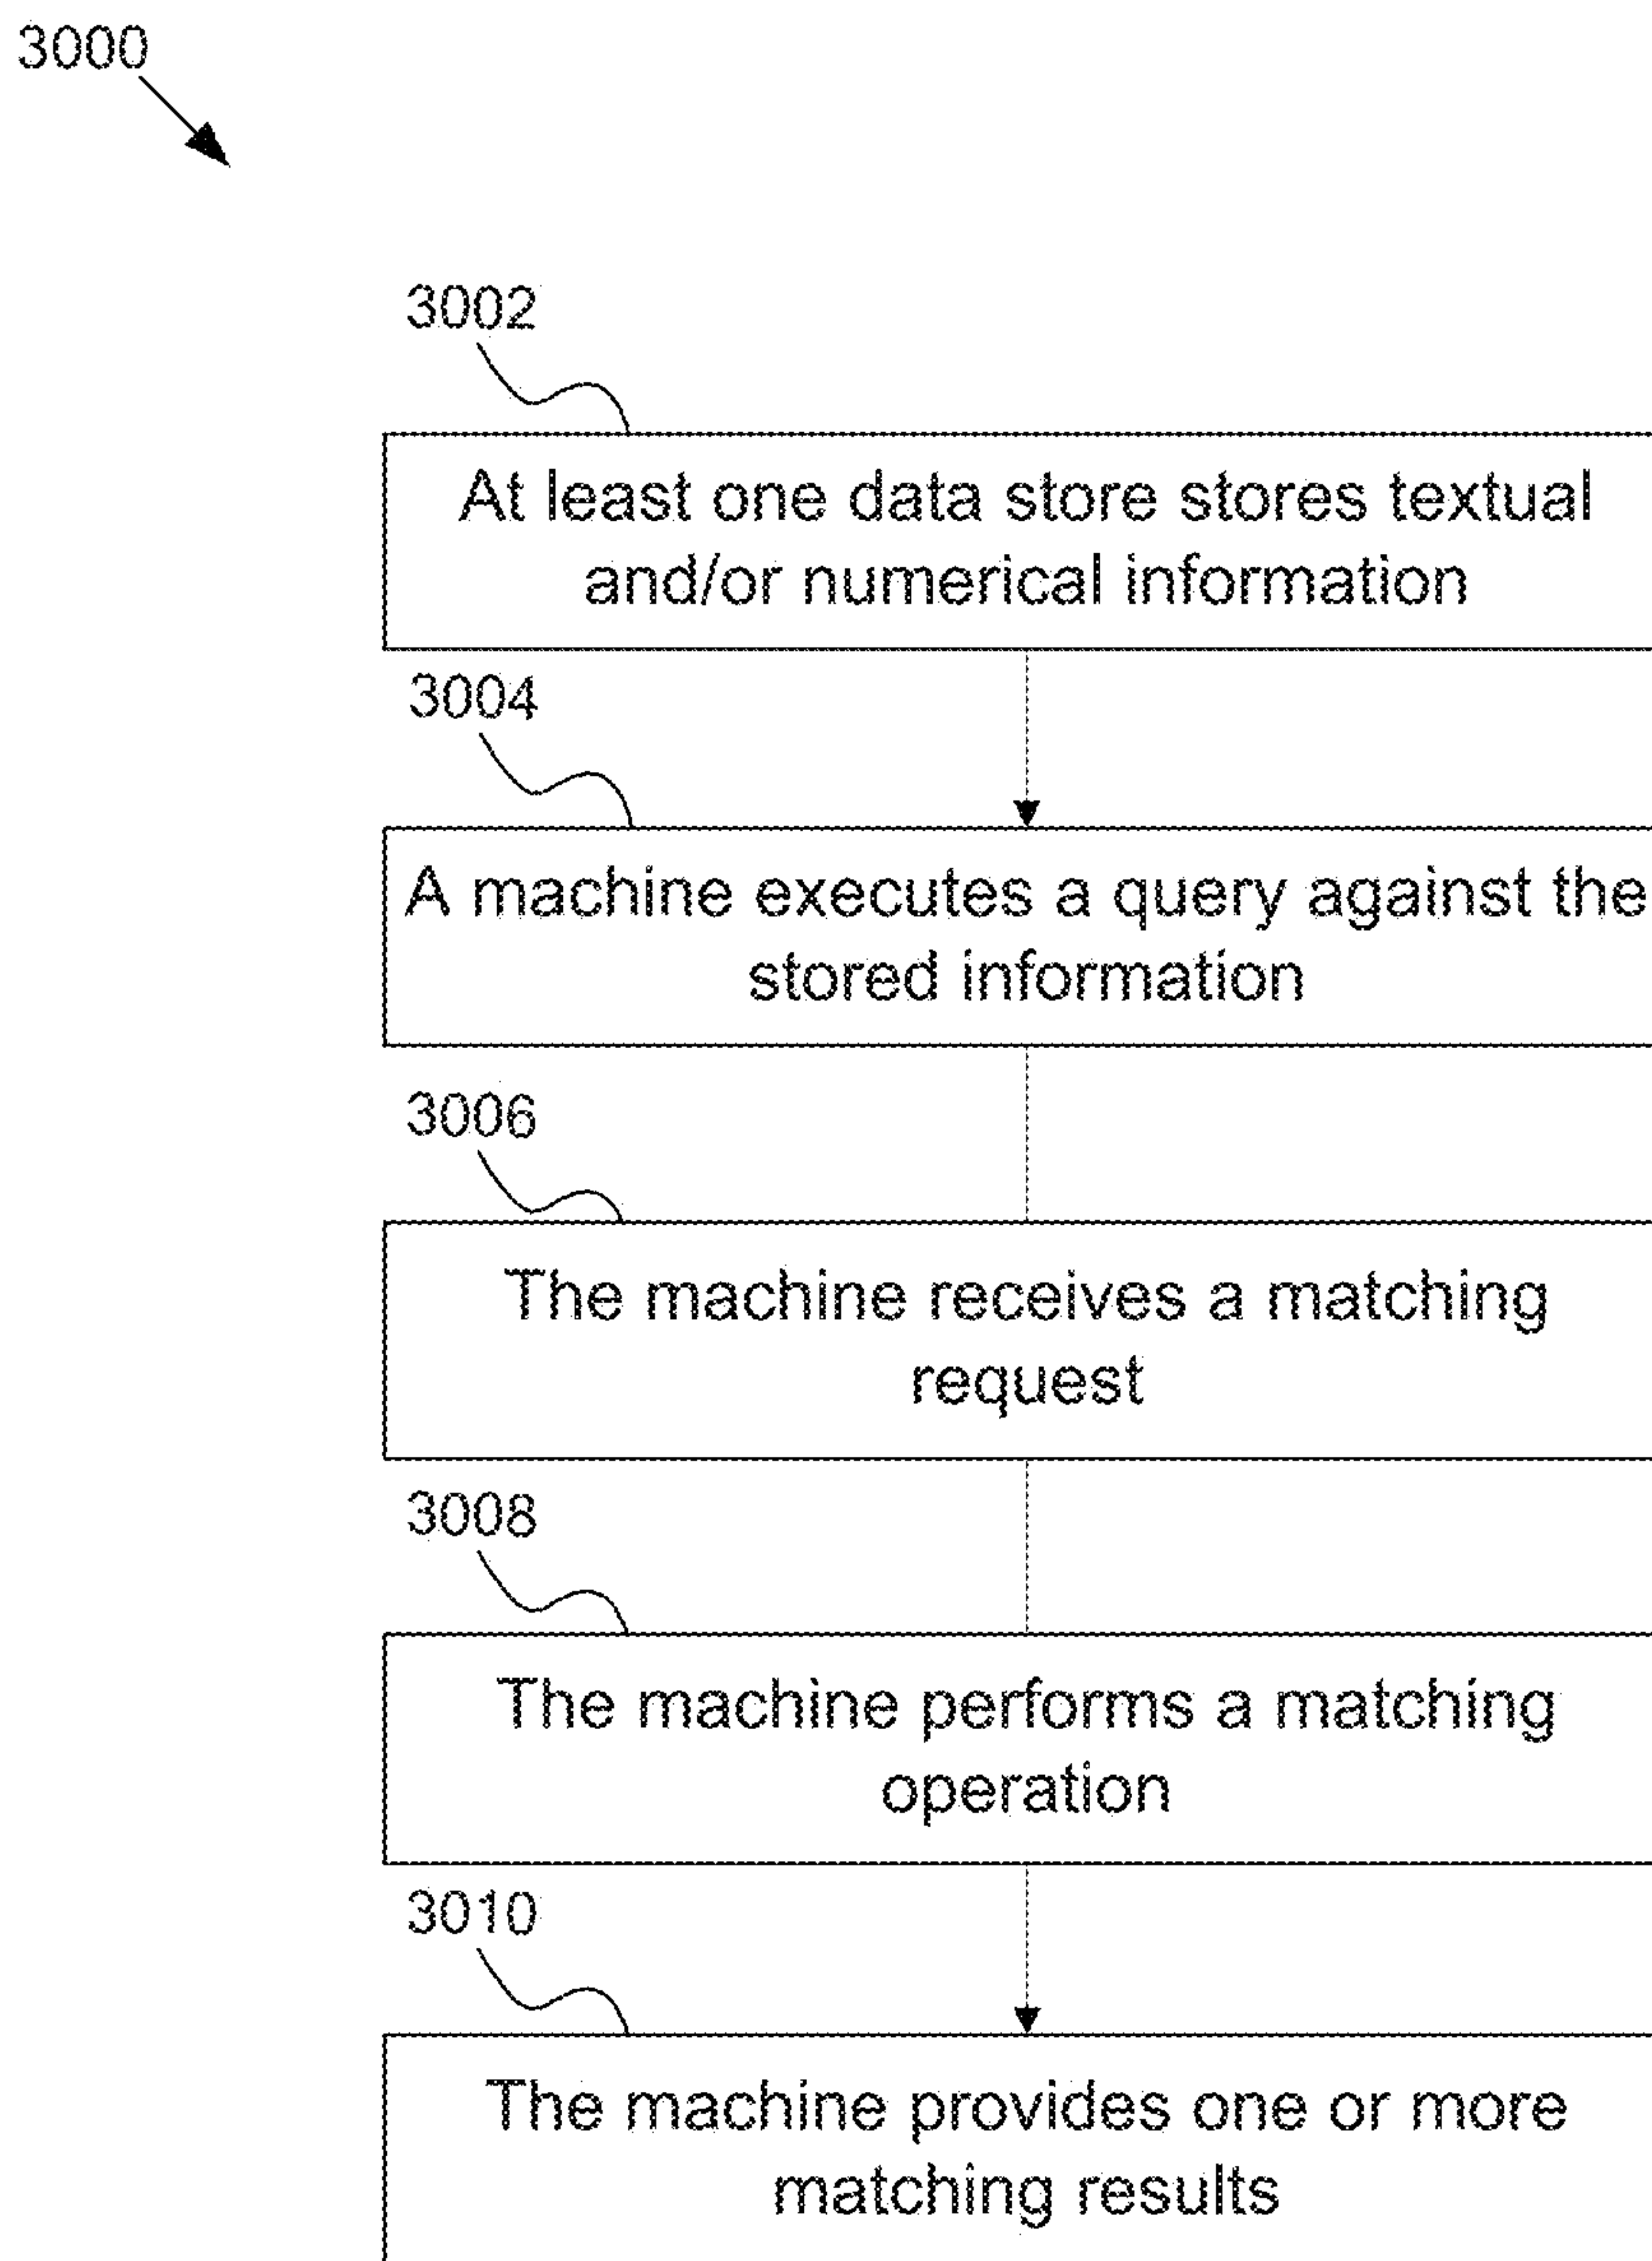 3000
3002
At least one data store stores textual
and/or numerical information
3004
A machine executes a query against the
stored information
3006
The machine receives a matching
request
3008
The machine performs a matching
operation
3010
The machine provides one or more
matching results